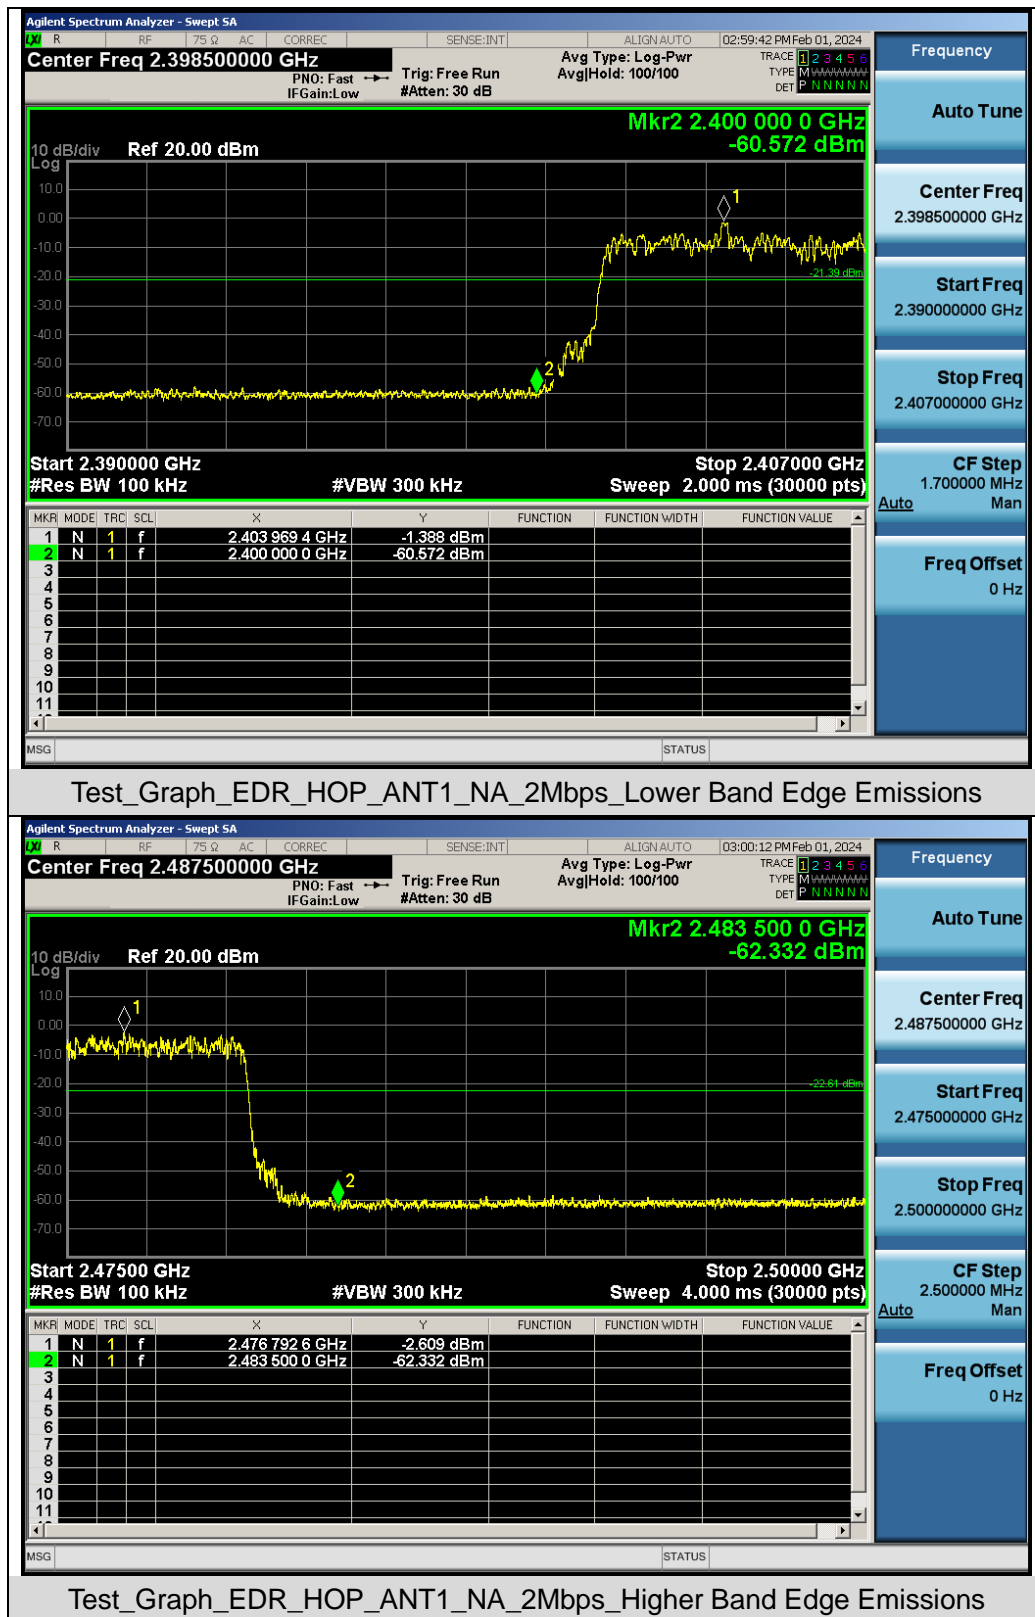 Agilent Spectrum Analyzer - Swept SA
LXI R RF 75 Ω AC CORREC SENSE:INT ALIGN AUTO 02:59:42 PM Feb 01, 2024
Center Freq 2.398500000 GHz
PNO: Fast
IFGain:Low
Trig: Free Run
#Atten: 30 dB
Avg Type: Log-Pwr
Avg|Hold: 100/100
TRACE 1 2 3 4 5 6
TYPE M WWWWW
DET P N N N N N
Mkr2 2.400 000 0 GHz
-60.572 dBm
10 dB/div Ref 20.00 dBm
Log
10.0
0.00
-10.0
-20.0
-30.0
-40.0
-50.0
-60.0
-70.0
1
-21.39 dBm
2
Start 2.390000 GHz Stop 2.407000 GHz
#Res BW 100 kHz #VBW 300 kHz Sweep 2.000 ms (30000 pts)
MKR MODE TRC SCL X Y FUNCTION FUNCTION WIDTH FUNCTION VALUE
1 N 1 f 2.403 969 4 GHz -1.388 dBm
2 N 1 f 2.400 000 0 GHz -60.572 dBm
3
4
5
6
7
8
9
10
11
MSG STATUS
Frequency
Auto Tune
Center Freq
2.398500000 GHz
Start Freq
2.390000000 GHz
Stop Freq
2.407000000 GHz
CF Step
1.700000 MHz
Auto Man
Freq Offset
0 Hz
Test_Graph_EDR_HOP_ANT1_NA_2Mbps_Lower Band Edge Emissions
Agilent Spectrum Analyzer - Swept SA
LXI R RF 75 Ω AC CORREC SENSE:INT ALIGN AUTO 03:00:12 PM Feb 01, 2024
Center Freq 2.487500000 GHz
PNO: Fast
IFGain:Low
Trig: Free Run
#Atten: 30 dB
Avg Type: Log-Pwr
Avg|Hold: 100/100
TRACE 1 2 3 4 5 6
TYPE M WWWWW
DET P N N N N N
Mkr2 2.483 500 0 GHz
-62.332 dBm
10 dB/div Ref 20.00 dBm
Log
10.0
0.00
-10.0
-20.0
-30.0
-40.0
-50.0
-60.0
-70.0
1
-22.61 dBm
2
Start 2.47500 GHz Stop 2.50000 GHz
#Res BW 100 kHz #VBW 300 kHz Sweep 4.000 ms (30000 pts)
MKR MODE TRC SCL X Y FUNCTION FUNCTION WIDTH FUNCTION VALUE
1 N 1 f 2.476 792 6 GHz -2.609 dBm
2 N 1 f 2.483 500 0 GHz -62.332 dBm
3
4
5
6
7
8
9
10
11
MSG STATUS
Frequency
Auto Tune
Center Freq
2.487500000 GHz
Start Freq
2.475000000 GHz
Stop Freq
2.500000000 GHz
CF Step
2.500000 MHz
Auto Man
Freq Offset
0 Hz
Test_Graph_EDR_HOP_ANT1_NA_2Mbps_Higher Band Edge Emissions